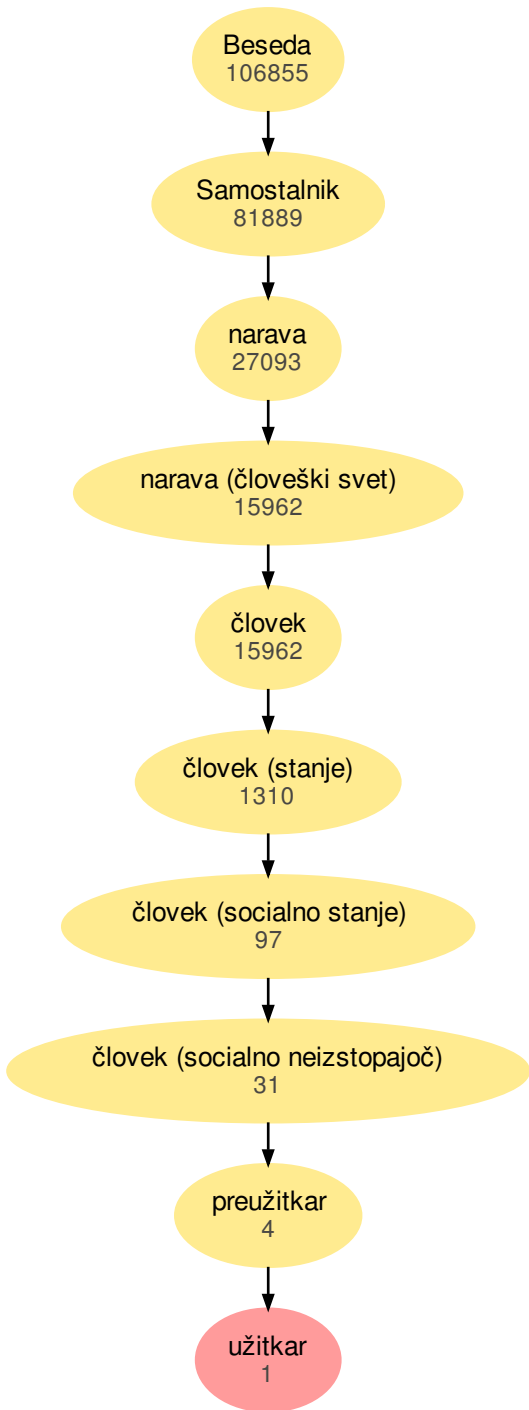 Beseda
106855
Samostalnik
81889
narava
27093
narava (človeški svet)
15962
človek
15962
človek (stanje)
1310
človek (socialno stanje)
97
človek (socialno neizstopajoč)
31
preužitkar
4
užitkar
1